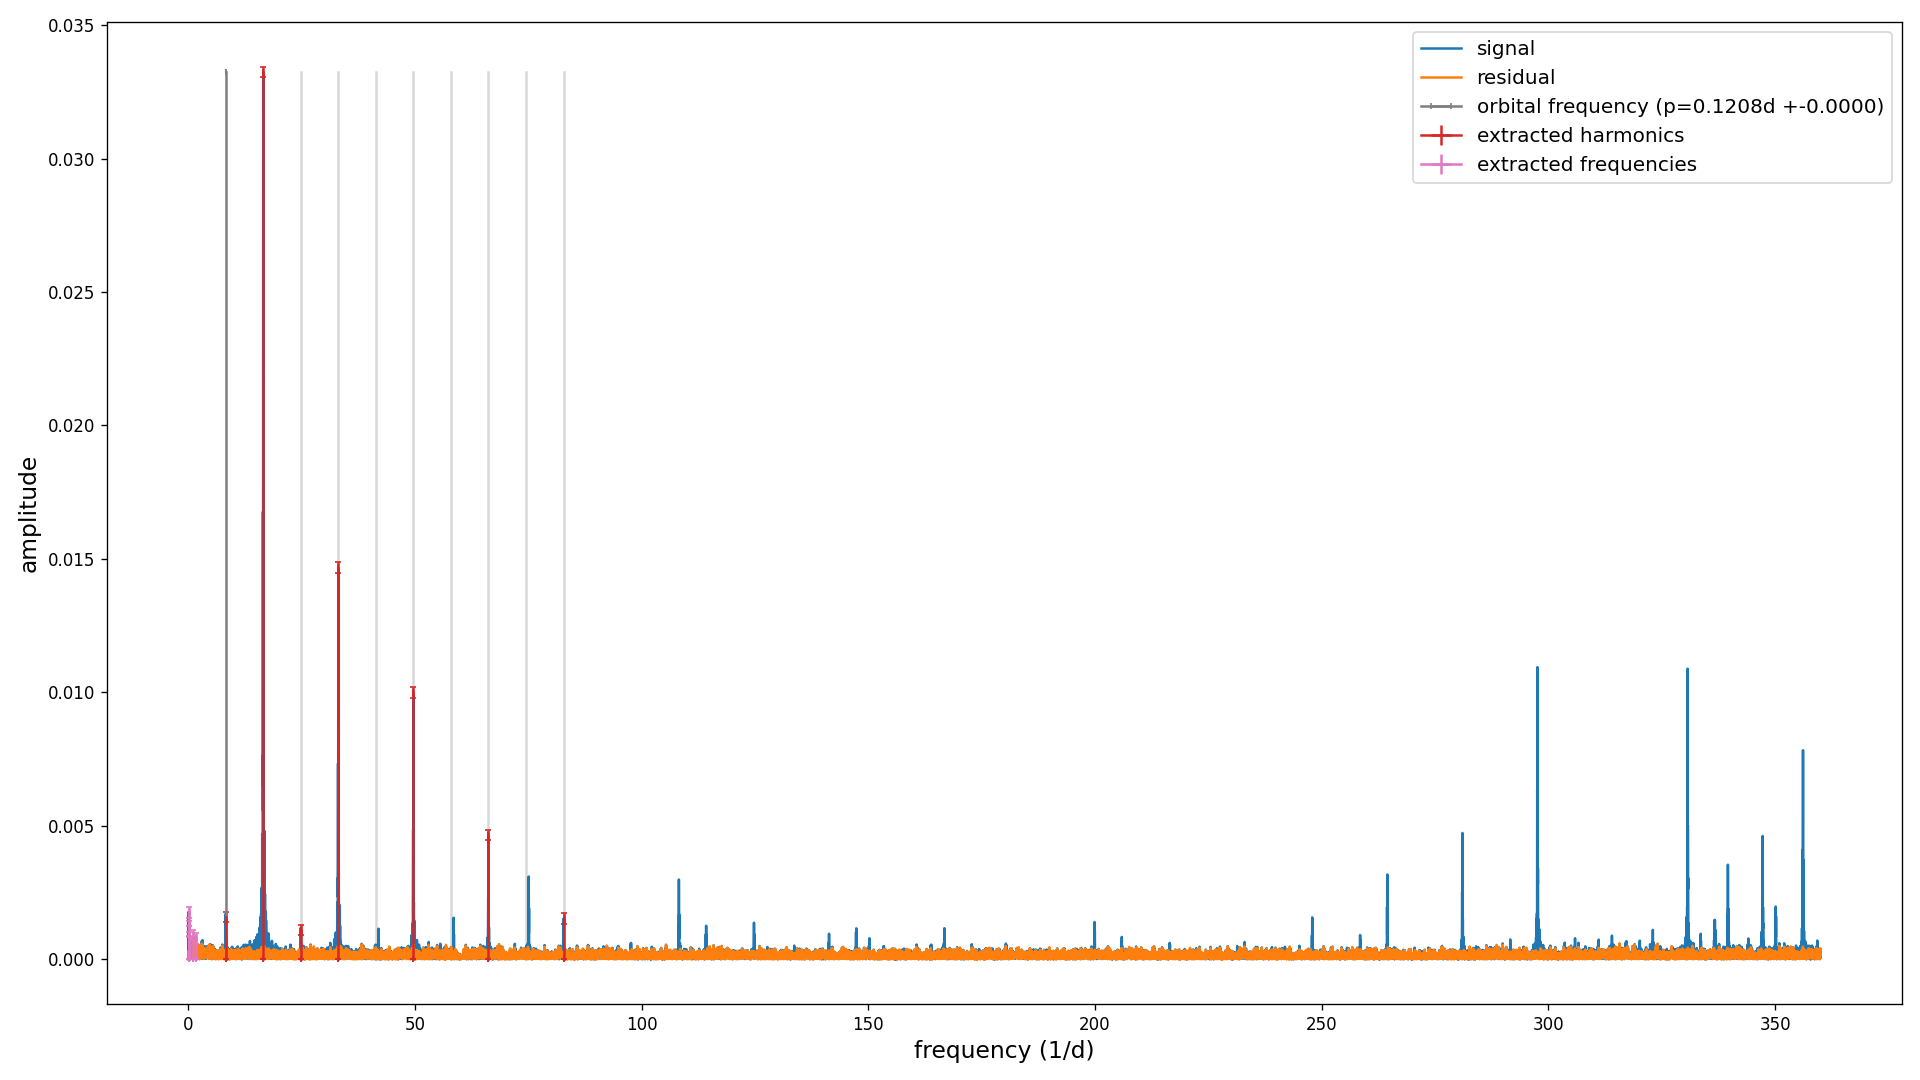 0.035
0.030
0.025
0.020
0.015
0.010
0.005
0.000
amplitude
0
50
100
150
200
250
300
350
frequency (1/d)
signal
residual
orbital frequency (p=0.1208d +-0.0000)
extracted harmonics
extracted frequencies